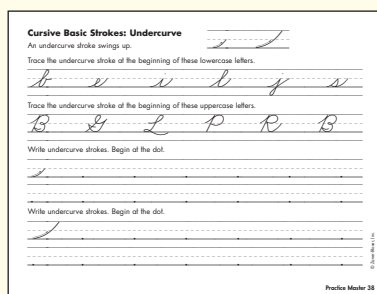 Cursive Basic Strokes: Undercurve
An undercurve stroke swings up.
Trace the undercurve stroke at the beginning of these lowercase letters.
b e i l j s
Trace the undercurve stroke at the beginning of these uppercase letters.
B G L P R B
Write undercurve strokes. Begin at the dot.
Write undercurve strokes. Begin at the dot.
© Zaner-Bloser, Inc.
Practice Master 38